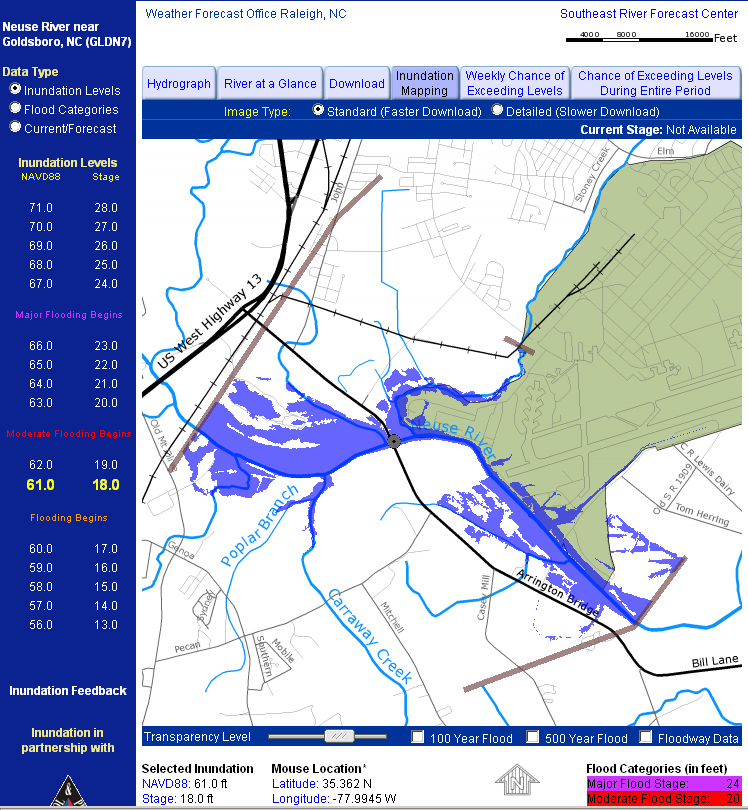 Neuse River near
Goldsboro, NC (GLDN7)
Data Type
Inundation Levels
Flood Categories
Current/Forecast
Inundation Levels
NAVD88 Stage
71.0 28.0
70.0 27.0
69.0 26.0
68.0 25.0
67.0 24.0
Major Flooding Begins
66.0 23.0
65.0 22.0
64.0 21.0
63.0 20.0
Moderate Flooding Begins
62.0 19.0
61.0 18.0
Flooding Begins
60.0 17.0
59.0 16.0
58.0 15.0
57.0 14.0
56.0 13.0
Inundation Feedback
Inundation in
partnership with
Weather Forecast Office Raleigh, NC
Southeast River Forecast Center
4000 8000 16000 Feet
Hydrograph
River at a Glance
Download
Inundation
Mapping
Weekly Chance of
Exceeding Levels
Chance of Exceeding Levels
During Entire Period
Image Type: Standard (Faster Download) Detailed (Slower Download)
Current Stage: Not Available
Elm
Stoney Creek
John
US West Highway 13
Old Mt
Neuse River
C R Lewis Dairy
Old S R 1909
Tom Herring
Poplar Branch
Genoa
Arrington Bridge
Casey Mill
Carraway Creek
Mitchell
Sydney
Pecan
Southern
Mobile
Bill Lane
Transparency Level
100 Year Flood
500 Year Flood
Floodway Data
Selected Inundation
NAVD88: 61.0 ft
Stage: 18.0 ft
Mouse Location*
Latitude: 35.362 N
Longitude: -77.9945 W
N
Flood Categories (in feet)
Major Flood Stage: 24
Moderate Flood Stage: 20